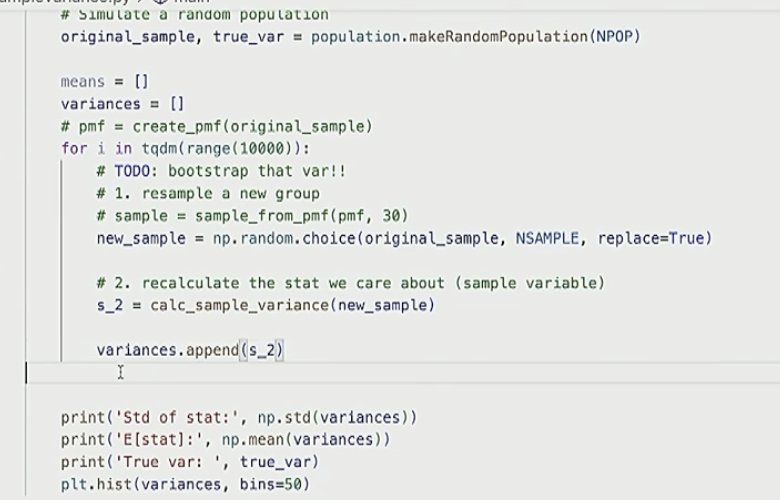 # Simulate a random population
original_sample, true_var = population.makeRandomPopulation(NPOP)
means = []
variances = []
# pmf = create_pmf(original_sample)
for i in tqdm(range(10000)):
# TODO: bootstrap that var!!
# 1. resample a new group
# sample = sample_from_pmf(pmf, 30)
new_sample = np.random.choice(original_sample, NSAMPLE, replace=True)
# 2. recalculate the stat we care about (sample variable)
s_2 = calc_sample_variance(new_sample)
variances.append(s_2)
print('Std of stat:', np.std(variances))
print('E[stat]:', np.mean(variances))
print('True var: ', true_var)
plt.hist(variances, bins=50)